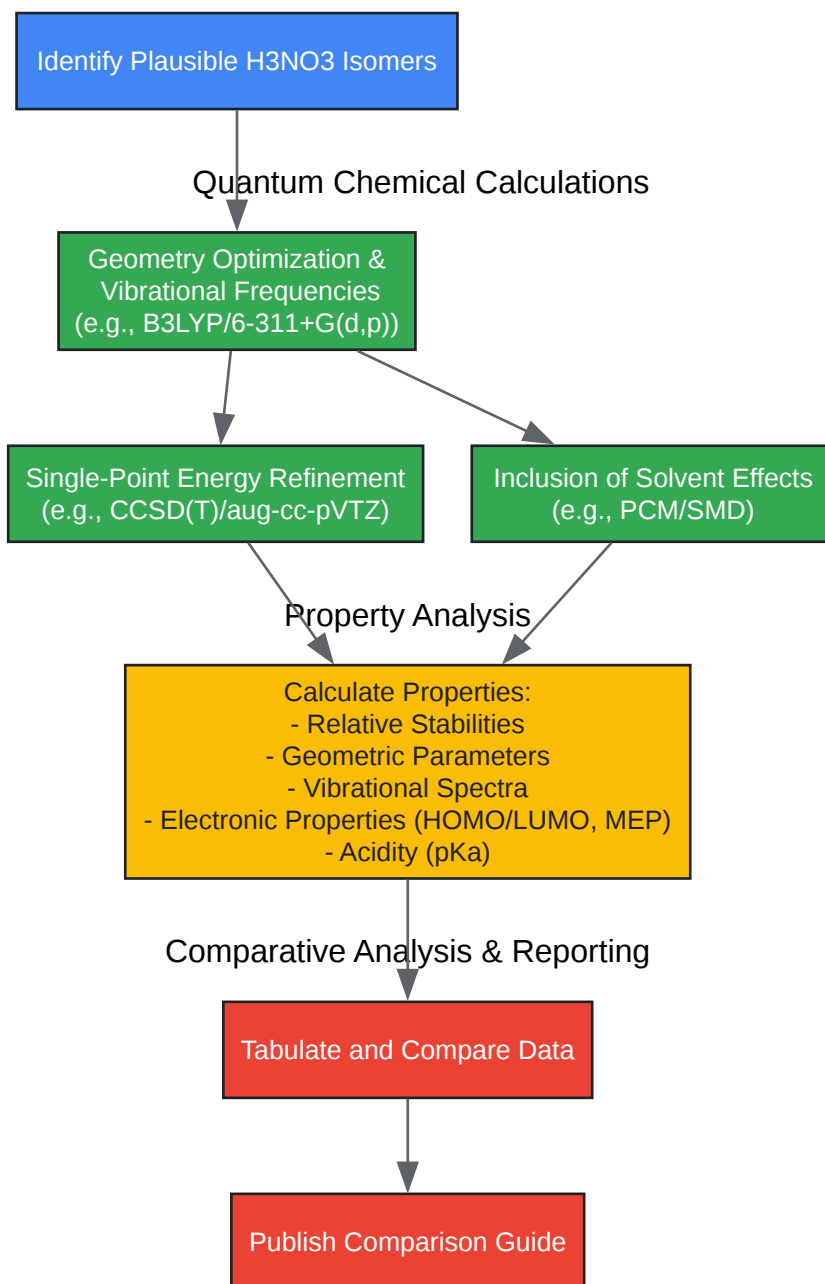 Identify Plausible H3NO3 Isomers
Quantum Chemical Calculations
Geometry Optimization &
Vibrational Frequencies
(e.g., B3LYP/6-311+G(d,p))
Single-Point Energy Refinement
(e.g., CCSD(T)/aug-cc-pVTZ)
Inclusion of Solvent Effects
(e.g., PCM/SMD)
Property Analysis
Calculate Properties:
- Relative Stabilities
- Geometric Parameters
- Vibrational Spectra
- Electronic Properties (HOMO/LUMO, MEP)
- Acidity (pKa)
Comparative Analysis & Reporting
Tabulate and Compare Data
Publish Comparison Guide